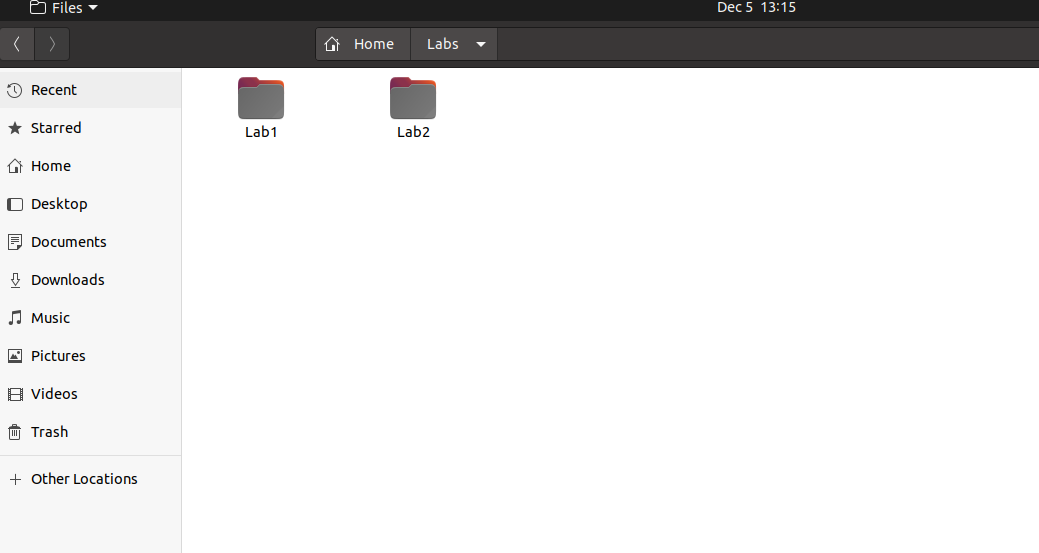 Files Dec 5 13:15
Home Labs
Recent
Starred
Home
Desktop
Documents
Downloads
Music
Pictures
Videos
Trash
Other Locations
Lab1 Lab2